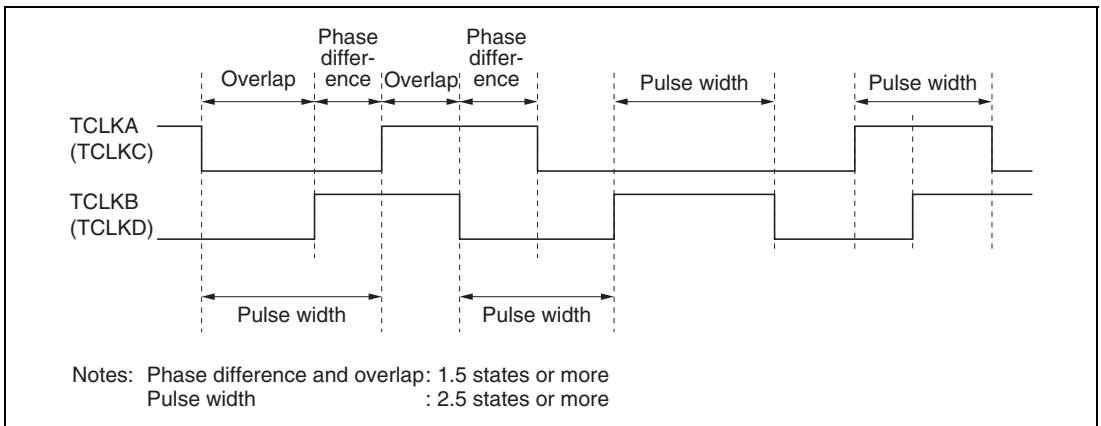 Phase
differ-
ence
Phase
differ-
ence
Overlap
Overlap
Pulse width
Pulse width
TCLKA
(TCLKC)
TCLKB
(TCLKD)
Pulse width
Pulse width
Notes: Phase difference and overlap: 1.5 states or more
Pulse width : 2.5 states or more